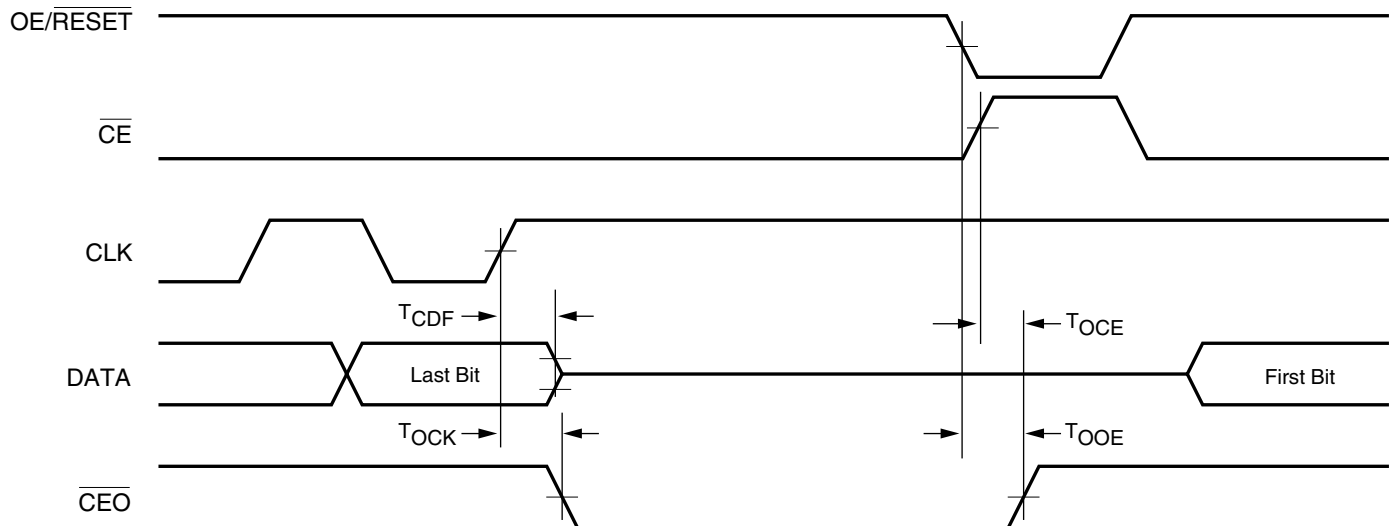 OE/RESET
CE
CLK
TCDF
TOCE
DATA
Last Bit
First Bit
TOCK
TOOE
CEO